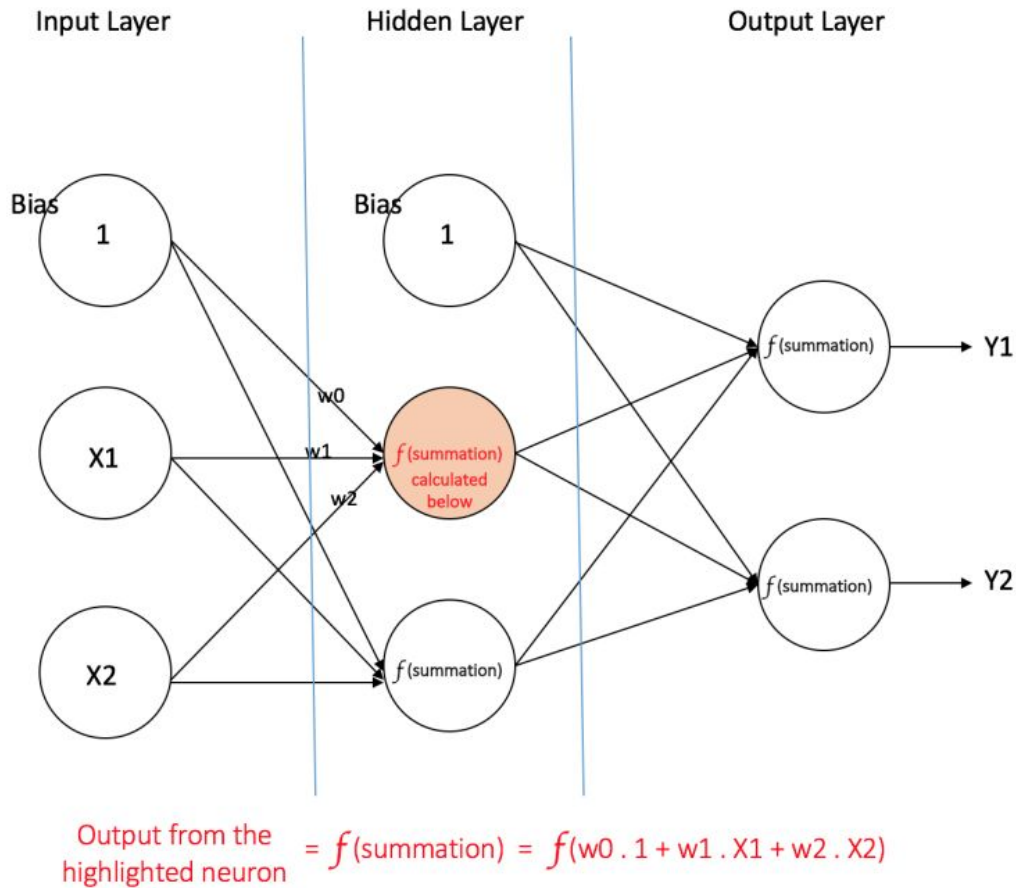 Input Layer
Hidden Layer
Output Layer
Bias
1
Bias
1
f(summation)
Y1
w0
X1
w1
f(summation)
calculated
below
w2
f(summation)
Y2
X2
f(summation)
Output from the
highlighted neuron
= f(summation) = f(w0 . 1 + w1 . X1 + w2 . X2)